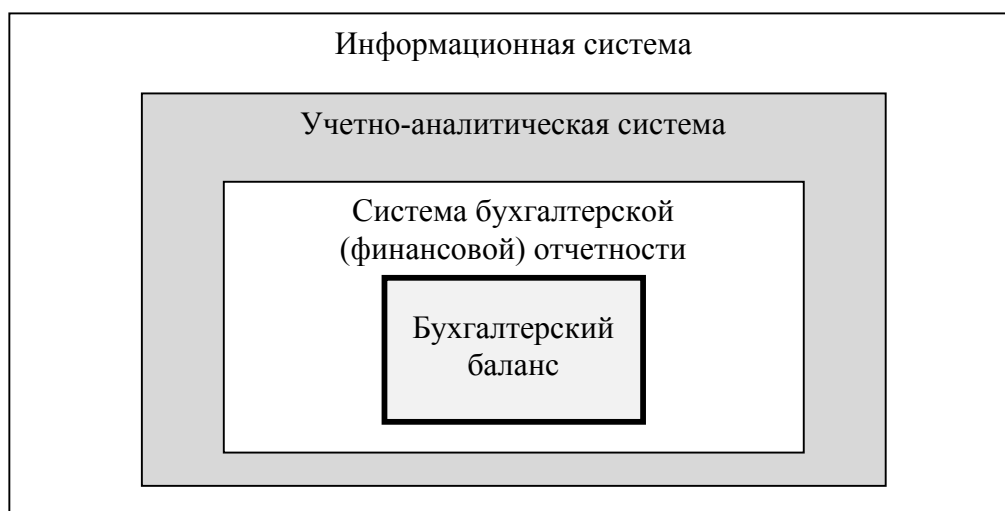 Информационная система
Учетно-аналитическая система
Система бухгалтерской
(финансовой) отчетности
Бухгалтерский
баланс